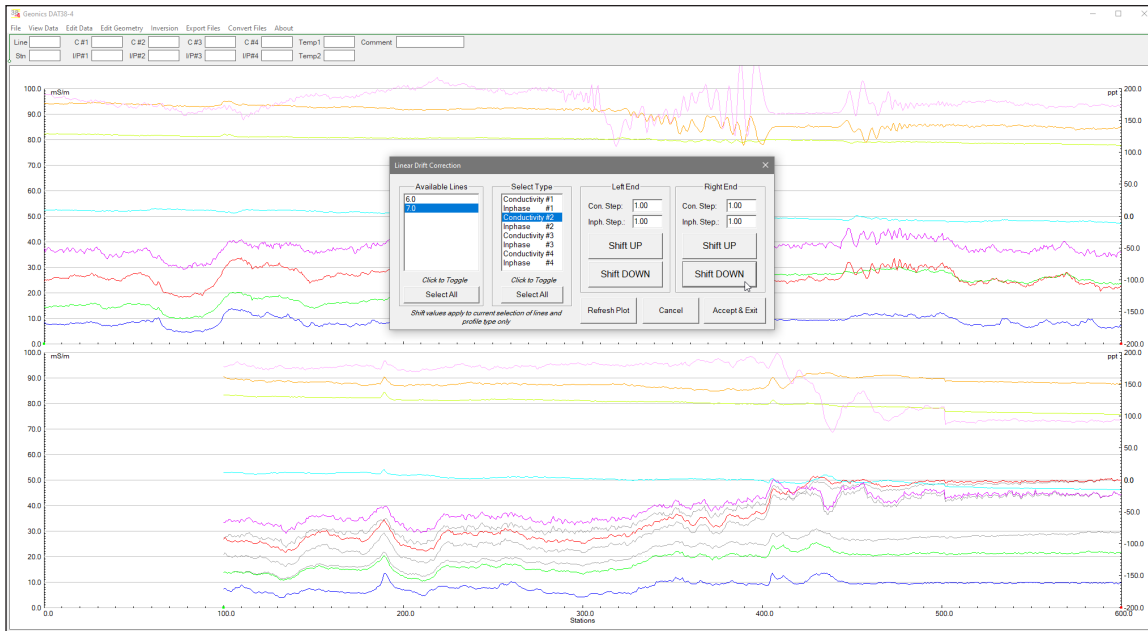 Geonics DAT38-4
File View Data Edit Data Edit Geometry Inversion Export Files Convert Files About
Line C #1 C #2 C #3 C #4 Temp1 Comment
Stn I/P#1 I/P#2 I/P#3 I/P#4 Temp2
100.0 mS/m ppt 200.0
90.0 150.0
80.0
70.0 100.0
60.0 50.0
50.0 0.0
40.0 -50.0
30.0 -100.0
20.0
10.0 -150.0
0.0 -200.0
Linear Drift Correction
Available Lines
6.0
7.0
Click to Toggle
Select All
Select Type
Conductivity #1
Inphase #1
Conductivity #2
Inphase #2
Conductivity #3
Inphase #3
Conductivity #4
Inphase #4
Click to Toggle
Select All
Shift values apply to current selection of lines and
profile type only
Left End
Con. Step: 1.00
Inph. Step.: 1.00
Shift UP
Shift DOWN
Right End
Con. Step: 1.00
Inph. Step.: 1.00
Shift UP
Shift DOWN
Refresh Plot Cancel Accept & Exit
100.0 mS/m ppt 200.0
90.0 150.0
80.0
70.0 100.0
60.0 50.0
50.0 0.0
40.0 -50.0
30.0 -100.0
20.0
10.0 -150.0
0.0 -200.0
0.0 100.0 200.0 300.0 400.0 500.0 600.0
Stations